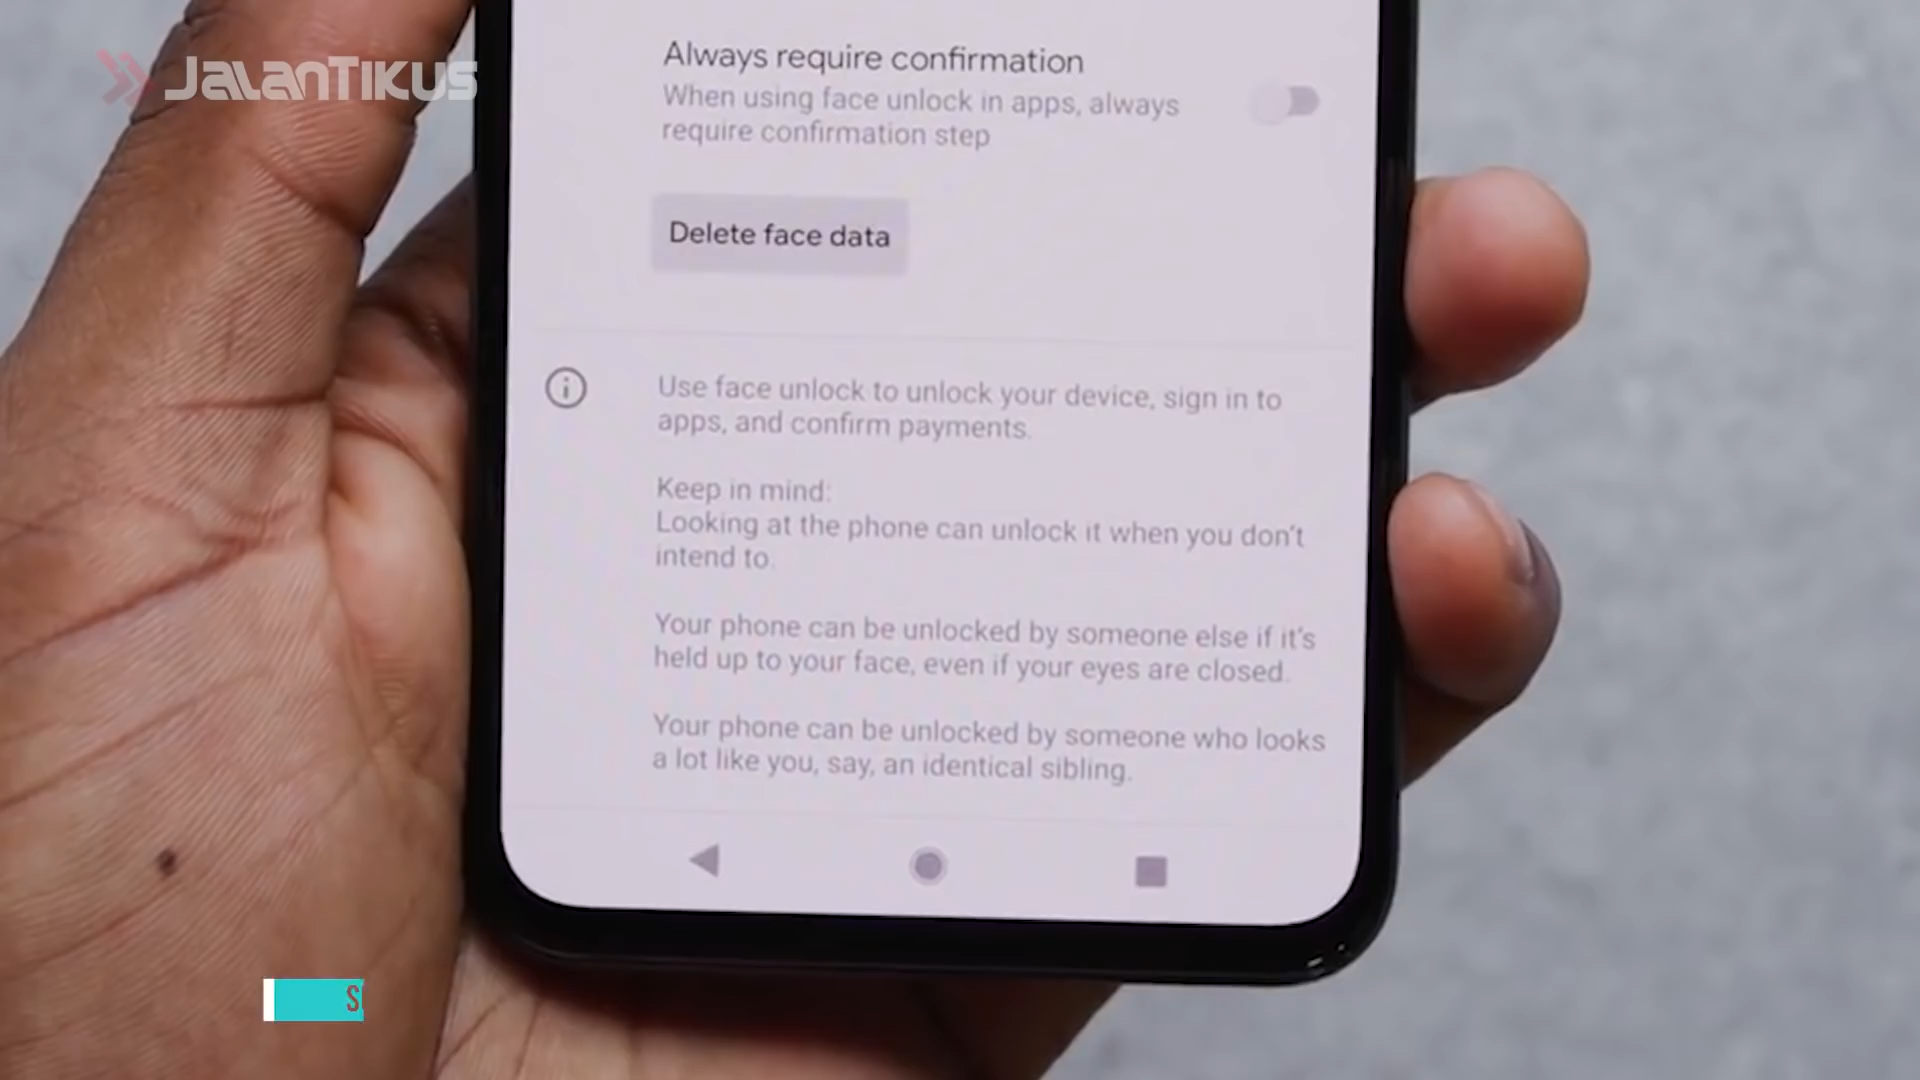 JALANTIKUS
Always require confirmation
When using face unlock in apps, always
require confirmation step
Delete face data
Use face unlock to unlock your device, sign in to
apps, and confirm payments.
Keep in mind:
Looking at the phone can unlock it when you don't
intend to.
Your phone can be unlocked by someone else if it's
held up to your face, even if your eyes are closed.
Your phone can be unlocked by someone who looks
a lot like you, say, an identical sibling.
S